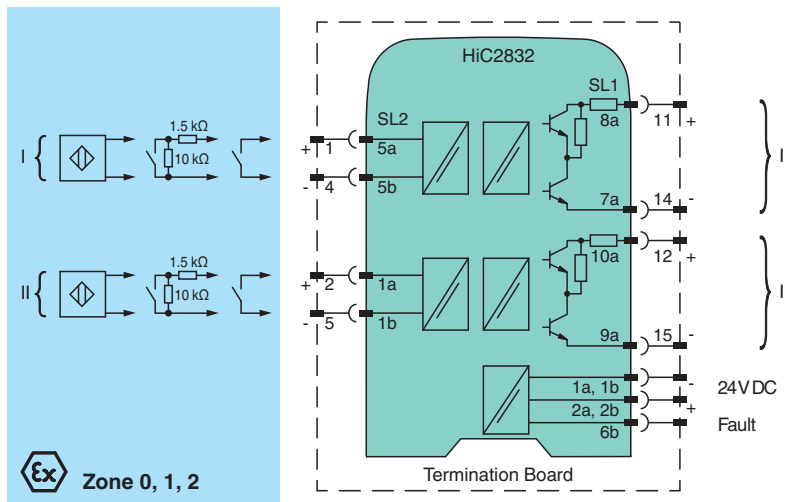 HiC2832
SL1
SL2
I
1.5 kΩ
10 kΩ
+ 1
5a
- 4
5b
8a
11 +
7a
14 -
I
II
1.5 kΩ
10 kΩ
+ 2
1a
- 5
1b
10a
12 +
9a
15 -
I
1a, 1b
-
24V DC
2a, 2b
+
6b
Fault
Ex
Zone 0, 1, 2
Termination Board